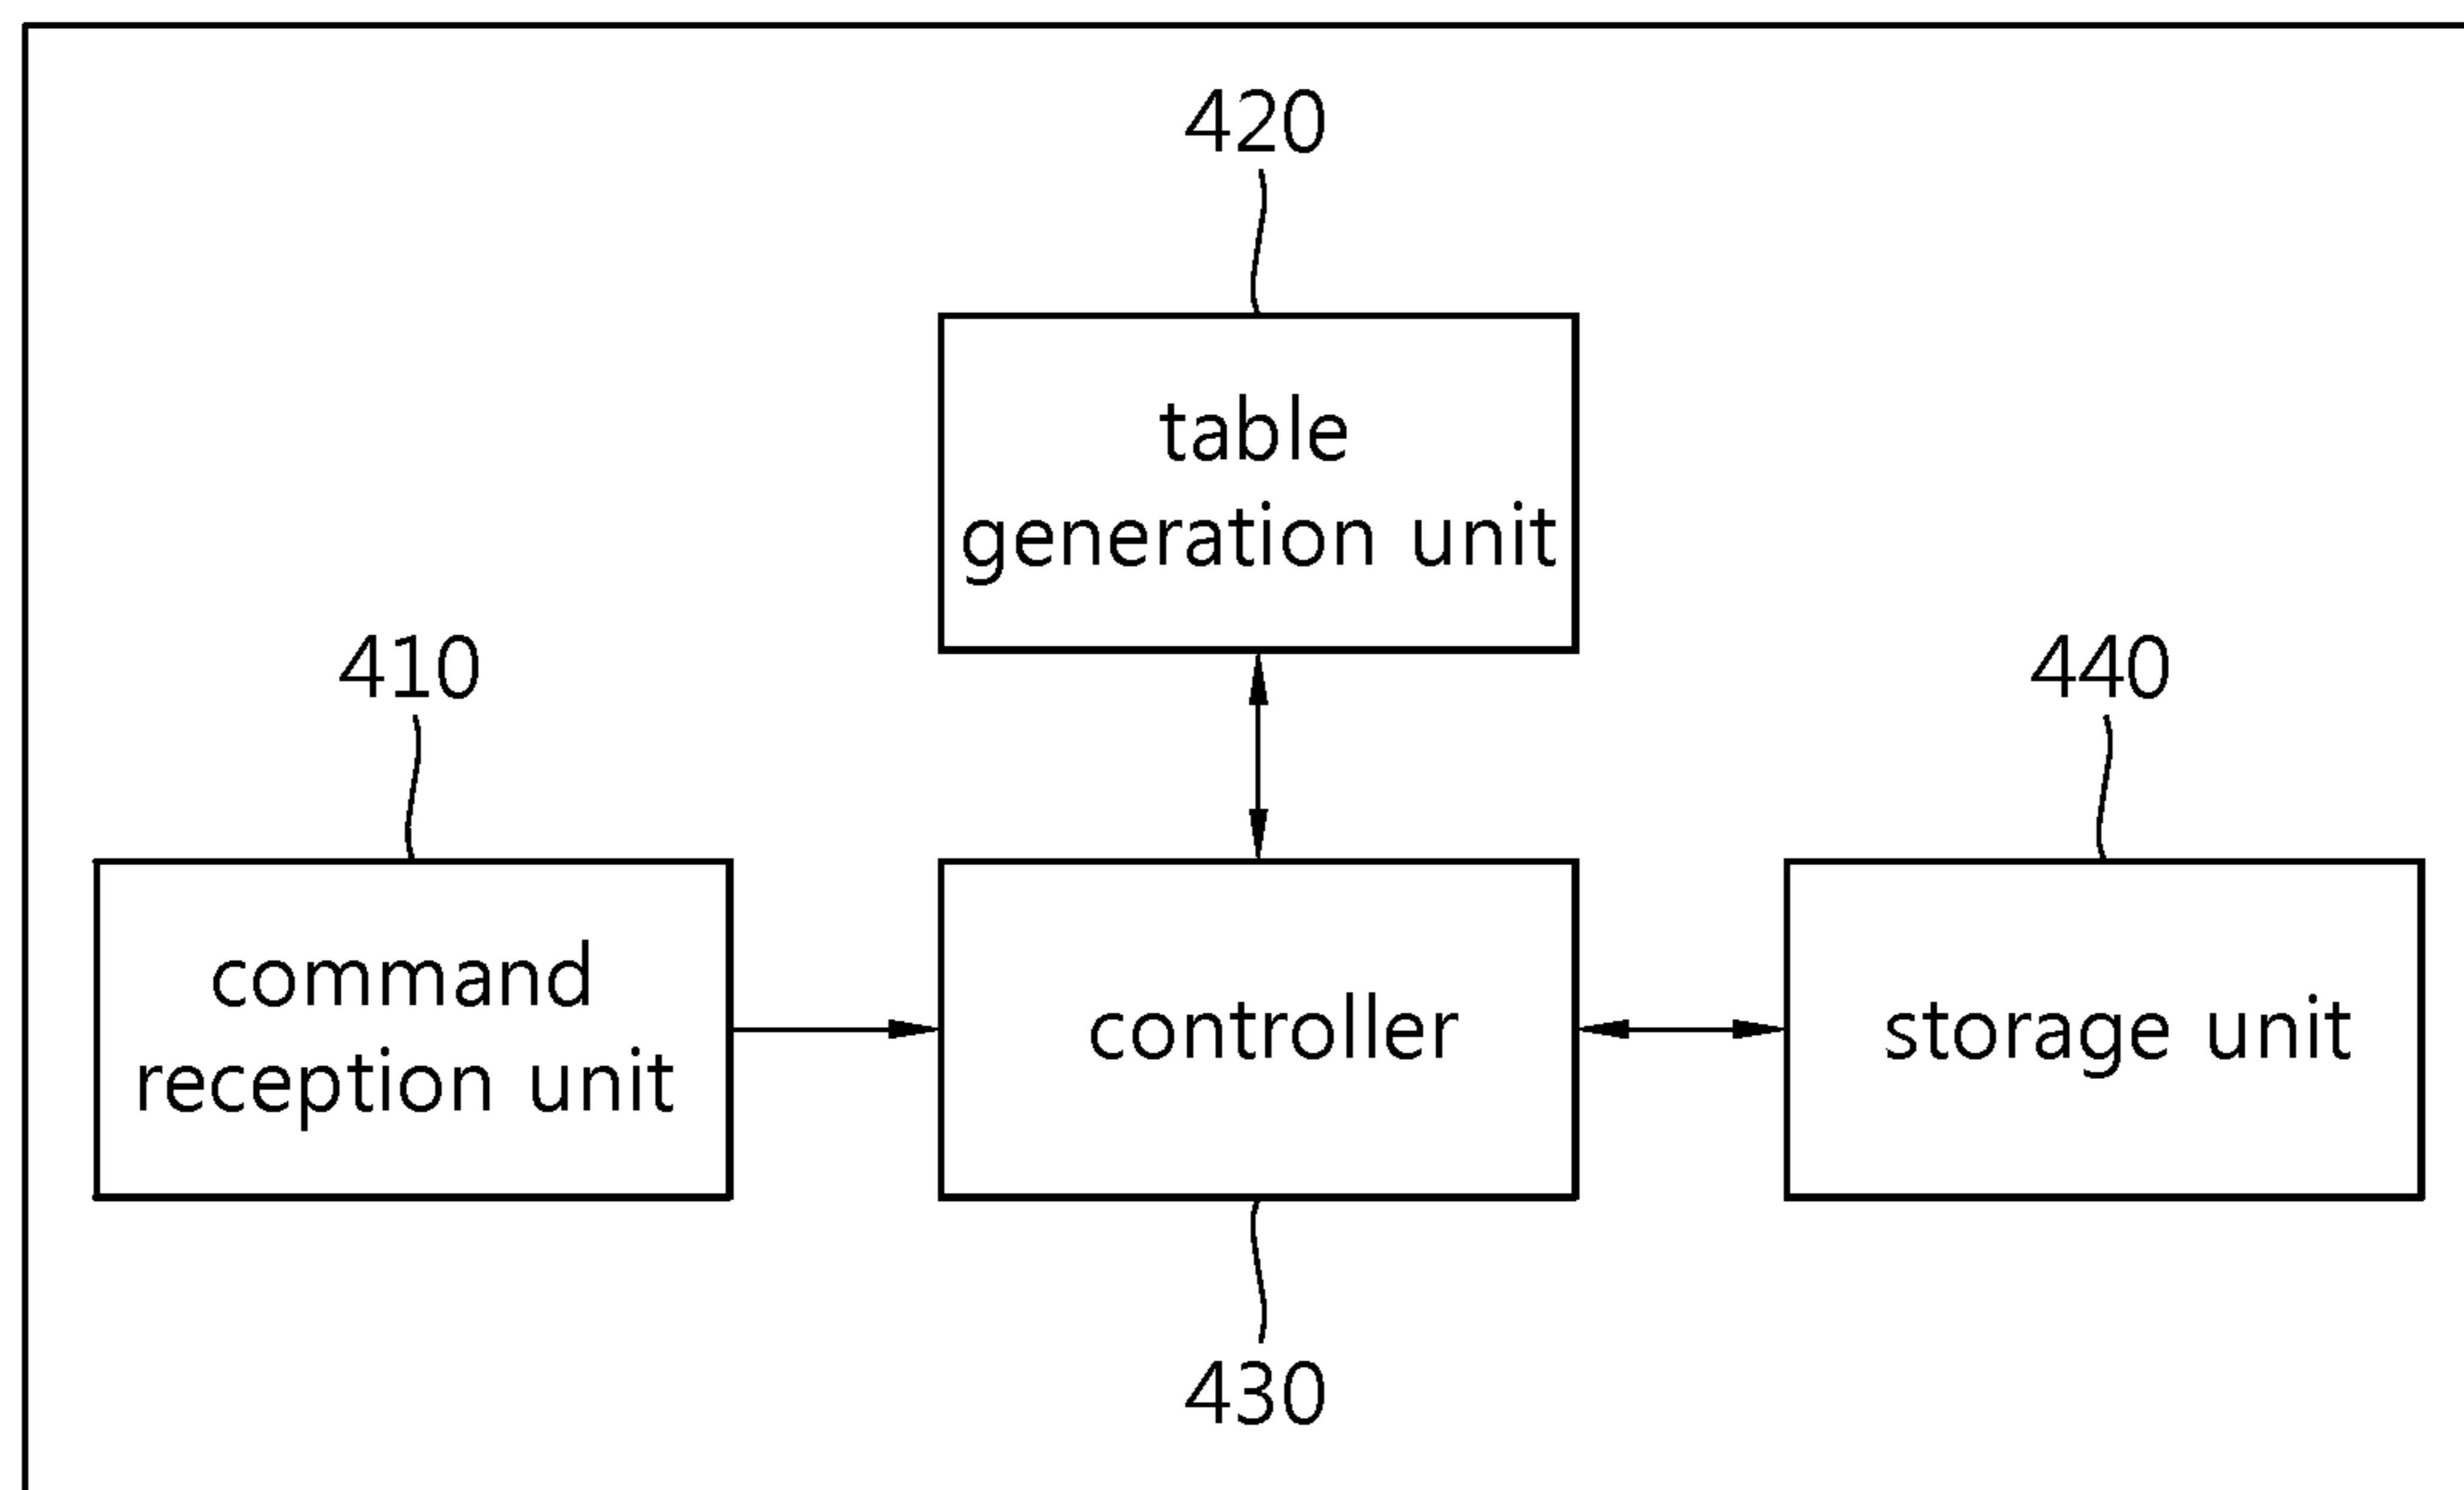 420
table
generation unit
410
440
command
reception unit
controller
storage unit
430